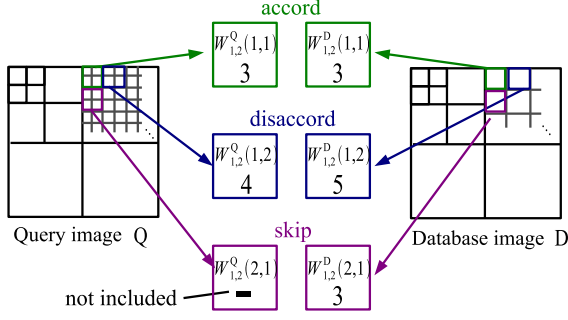 accord
W^Q_{1,2}(1,1) W^D_{1,2}(1,1)
3 3
disaccord
W^Q_{1,2}(1,2) W^D_{1,2}(1,2)
4 5
Query image Q
Database image D
skip
W^Q_{1,2}(2,1) W^D_{1,2}(2,1)
not included - 3